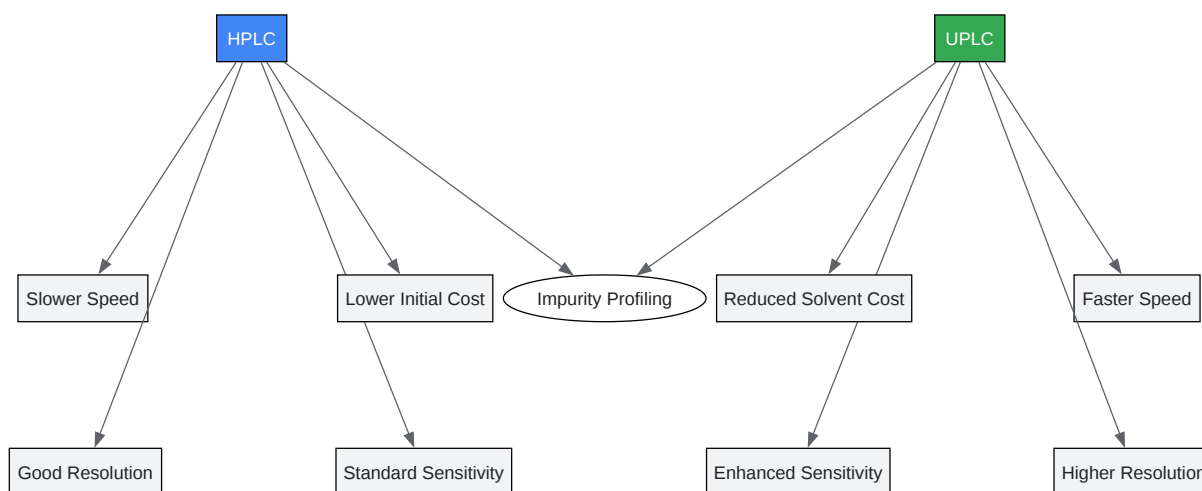 HPLC
UPLC
Slower Speed
Lower Initial Cost
Impurity Profiling
Reduced Solvent Cost
Faster Speed
Good Resolution
Standard Sensitivity
Enhanced Sensitivity
Higher Resolution